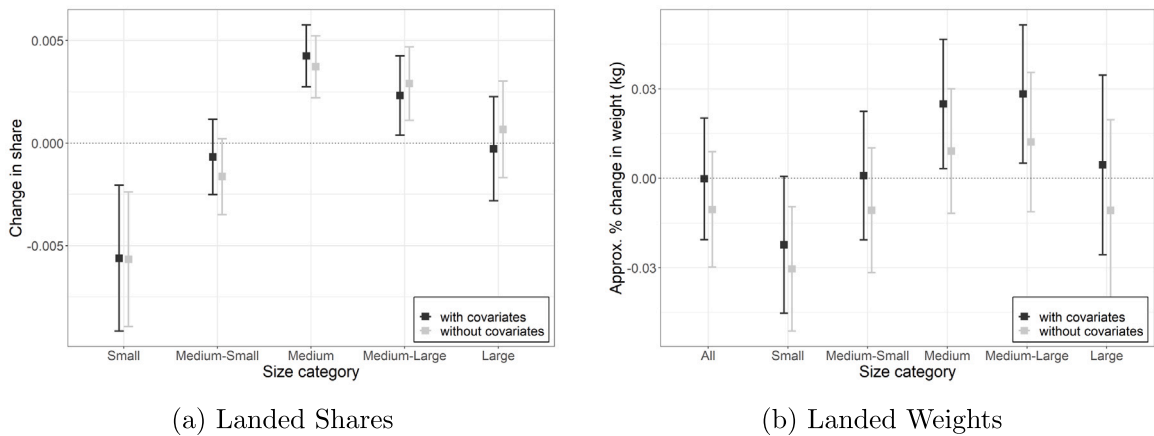 Change in share
0.005
0.000
-0.005
with covariates
without covariates
Small Medium-Small Medium Medium-Large Large
Size category
(a) Landed Shares
Approx. % change in weight (kg)
0.03
0.00
-0.03
with covariates
without covariates
All Small Medium-Small Medium Medium-Large Large
Size category
(b) Landed Weights